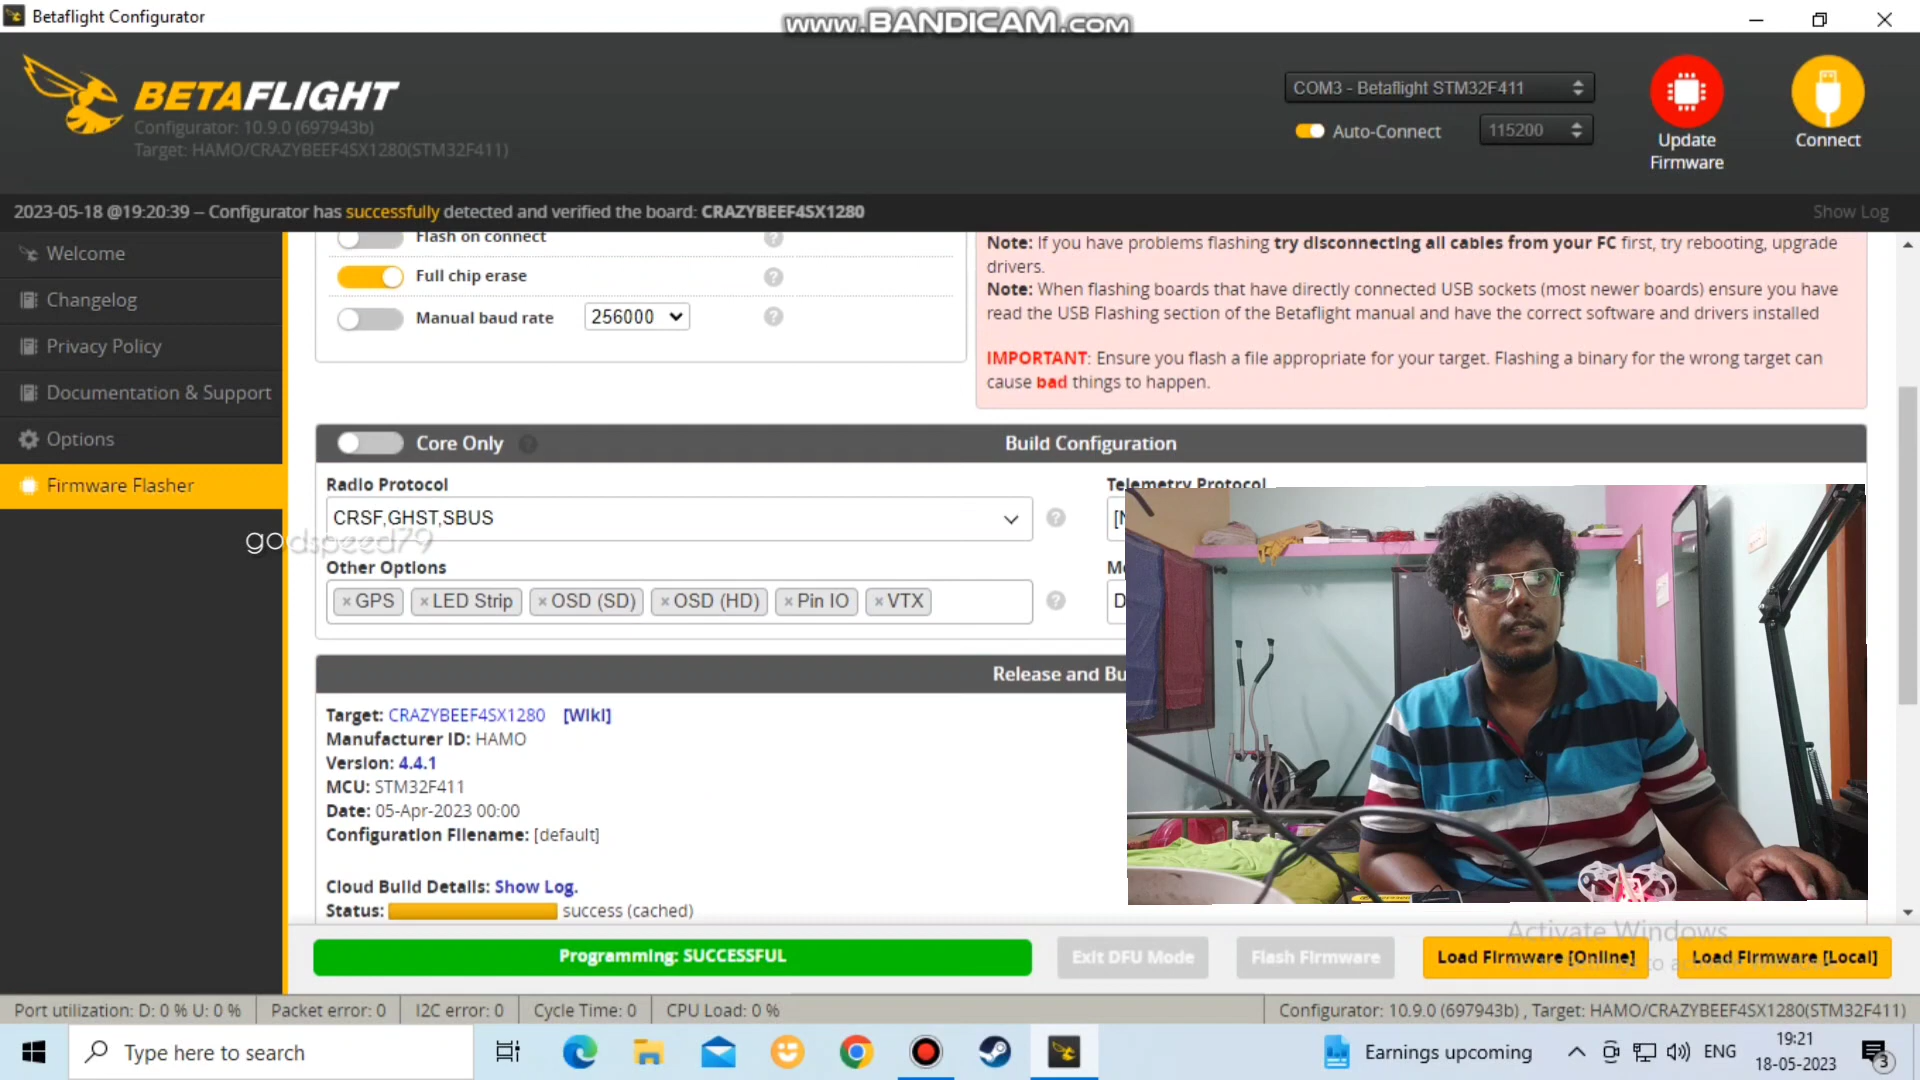 Betaflight Configurator
www.BANDICAM.com
BETAFLIGHT
Configurator: 10.9.0 (697943b)
Target: HAMO/CRAZYBEEF4SX1280(STM32F411)
COM3 - Betaflight STM32F411
Auto-Connect
115200
Update
Firmware
Connect
2023-05-18 @19:20:39 -- Configurator has successfully detected and verified the board: CRAZYBEEF4SX1280
Show Log
Welcome
Changelog
Privacy Policy
Documentation & Support
Options
Firmware Flasher
godspeed79
Flash on connect
Full chip erase
Manual baud rate
256000
Note: If you have problems flashing try disconnecting all cables from your FC first, try rebooting, upgrade
drivers.
Note: When flashing boards that have directly connected USB sockets (most newer boards) ensure you have
read the USB Flashing section of the Betaflight manual and have the correct software and drivers installed
IMPORTANT: Ensure you flash a file appropriate for your target. Flashing a binary for the wrong target can
cause bad things to happen.
Core Only
Build Configuration
Radio Protocol
CRSF,GHST,SBUS
Telemetry Protocol
Other Options
×GPS ×LED Strip ×OSD (SD) ×OSD (HD) ×Pin IO ×VTX
Release and Bu
Target: CRAZYBEEF4SX1280 [Wiki]
Manufacturer ID: HAMO
Version: 4.4.1
MCU: STM32F411
Date: 05-Apr-2023 00:00
Configuration Filename: [default]
Cloud Build Details: Show Log.
Status: success (cached)
Programming: SUCCESSFUL
Exit DFU Mode
Flash Firmware
Load Firmware [Online]
Load Firmware [Local]
Activate Windows
Port utilization: D: 0 % U: 0 %
Packet error: 0
I2C error: 0
Cycle Time: 0
CPU Load: 0 %
Configurator: 10.9.0 (697943b) , Target: HAMO/CRAZYBEEF4SX1280(STM32F411)
Type here to search
Earnings upcoming
ENG
19:21
18-05-2023
3